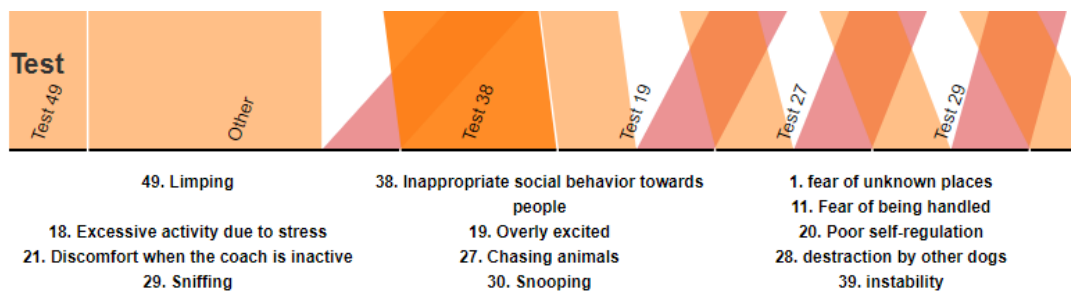 Test
Test 49
Other
Test 38
Test 19
Test 27
Test 29
49. Limping
18. Excessive activity due to stress
21. Discomfort when the coach is inactive
29. Sniffing
38. Inappropriate social behavior towards
people
19. Overly excited
27. Chasing animals
30. Snooping
1. fear of unknown places
11. Fear of being handled
20. Poor self-regulation
28. destraction by other dogs
39. instability